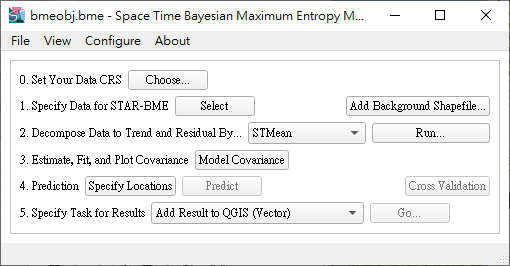 bmeobj.bme - Space Time Bayesian Maximum Entropy M...
File View Configure About
0. Set Your Data CRS Choose...
1. Specify Data for STAR-BME Select Add Background Shapefile...
2. Decompose Data to Trend and Residual By... STMean Run...
3. Estimate, Fit, and Plot Covariance Model Covariance
4. Prediction Specify Locations Predict Cross Validation
5. Specify Task for Results Add Result to QGIS (Vector) Go...